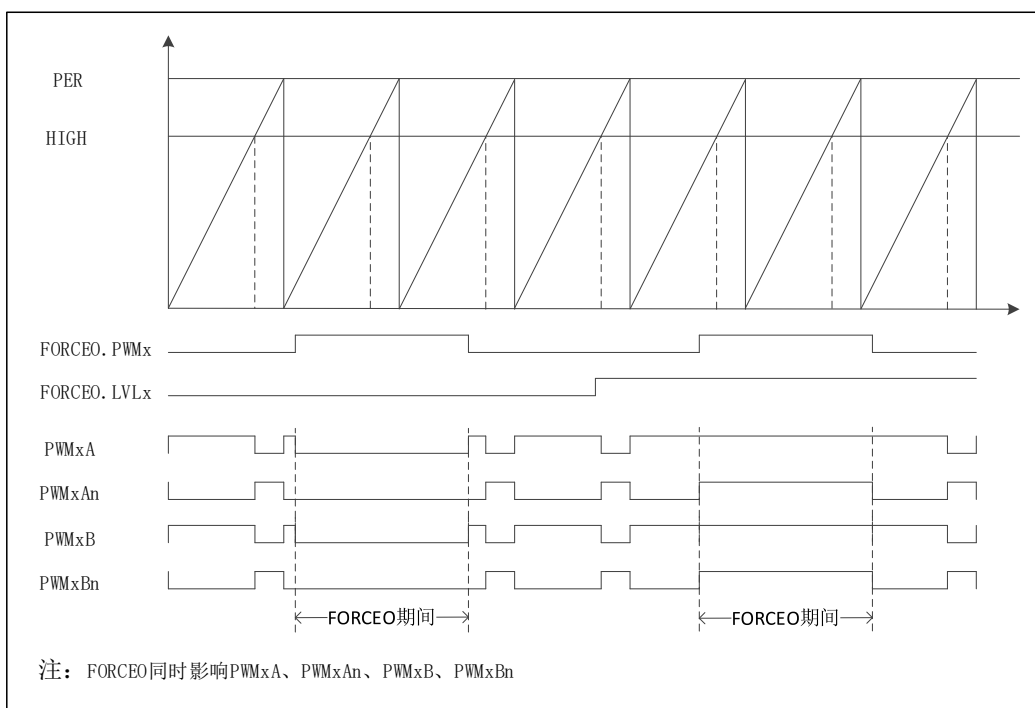 PER
HIGH
FORCEO.PWMx
FORCEO.LVLx
PWMxA
PWMxAn
PWMxB
PWMxBn
FORCEO期间
FORCEO期间
注：FORCEO同时影响PWMxA、PWMxAn、PWMxB、PWMxBn